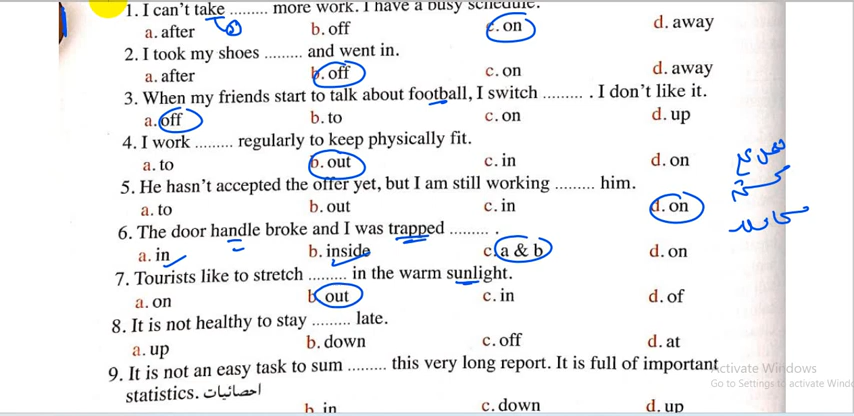 1. I can't take ......... more work. I have a busy schedule.
a. after b. off c. on d. away
2. I took my shoes ......... and went in.
a. after b. off c. on d. away
3. When my friends start to talk about football, I switch ......... . I don't like it.
a. off b. to c. on d. up
4. I work ......... regularly to keep physically fit.
a. to b. out c. in d. on
5. He hasn't accepted the offer yet, but I am still working ......... him.
a. to b. out c. in d. on
6. The door handle broke and I was trapped ......... .
a. in b. inside c. a & b d. on
7. Tourists like to stretch ......... in the warm sunlight.
a. on b. out c. in d. of
8. It is not healthy to stay ......... late.
a. up b. down c. off d. at
9. It is not an easy task to sum ......... this very long report. It is full of important
statistics. احصائيات
b. in c. down d. up
Activate Windows
Go to Settings to activate Windo